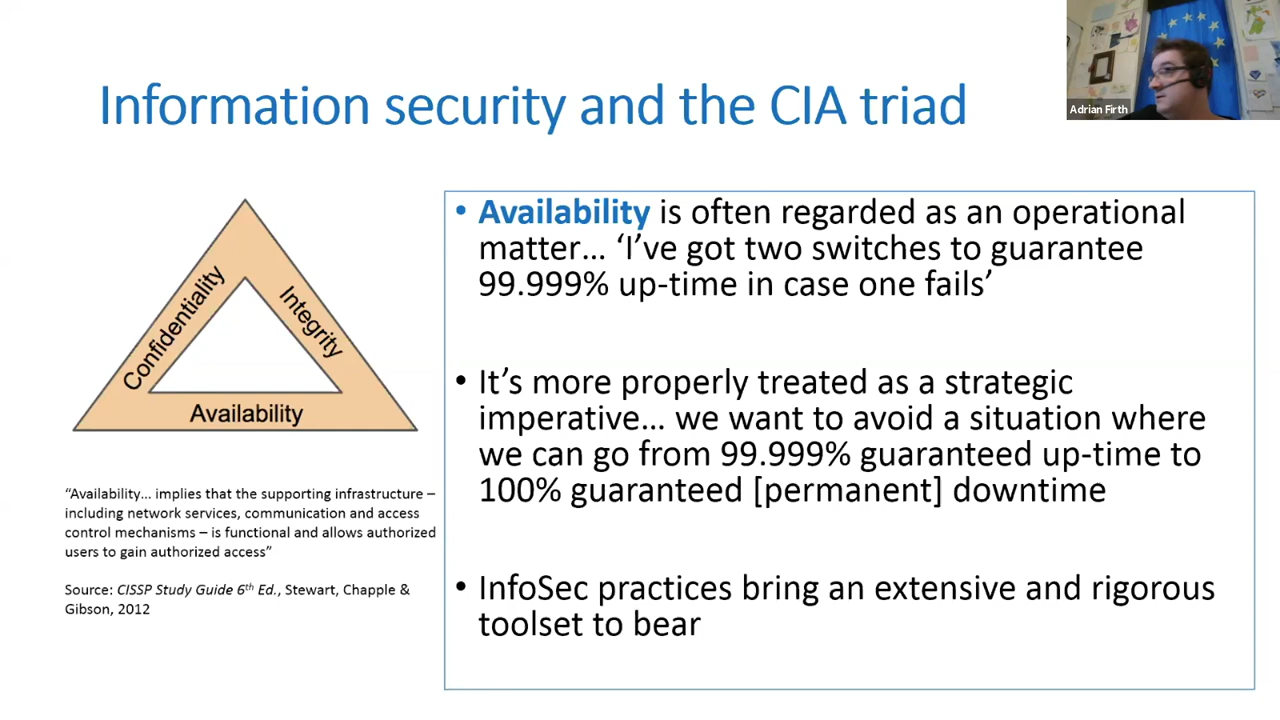 Information security and the CIA triad
Adrian Firth
Confidentiality
Integrity
Availability
“Availability… implies that the supporting infrastructure –
including network services, communication and access
control mechanisms – is functional and allows authorized
users to gain authorized access”
Source: CISSP Study Guide 6th Ed., Stewart, Chapple &
Gibson, 2012
• Availability is often regarded as an operational
matter… ‘I’ve got two switches to guarantee
99.999% up-time in case one fails’
• It’s more properly treated as a strategic
imperative… we want to avoid a situation where
we can go from 99.999% guaranteed up-time to
100% guaranteed [permanent] downtime
• InfoSec practices bring an extensive and rigorous
toolset to bear